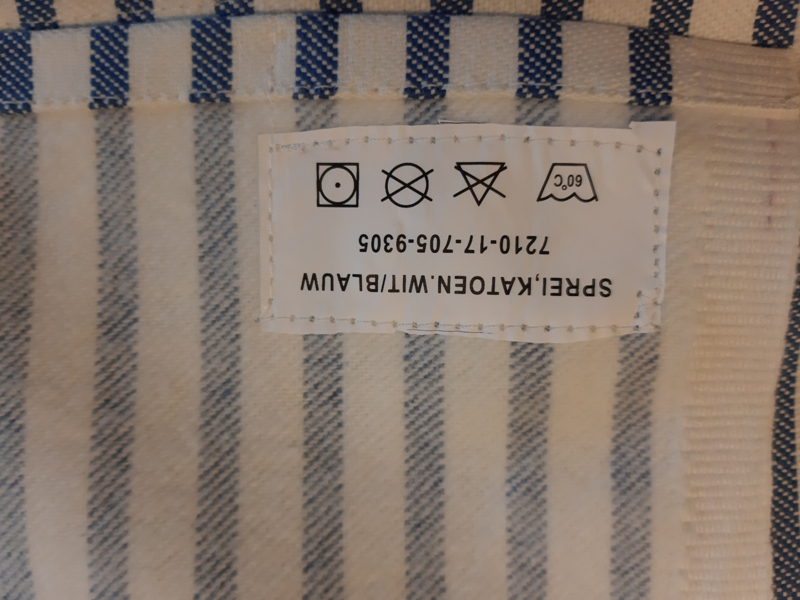 SPREI,KATOEN.WIT/BLAUW
7210-17-705-9305
60°C